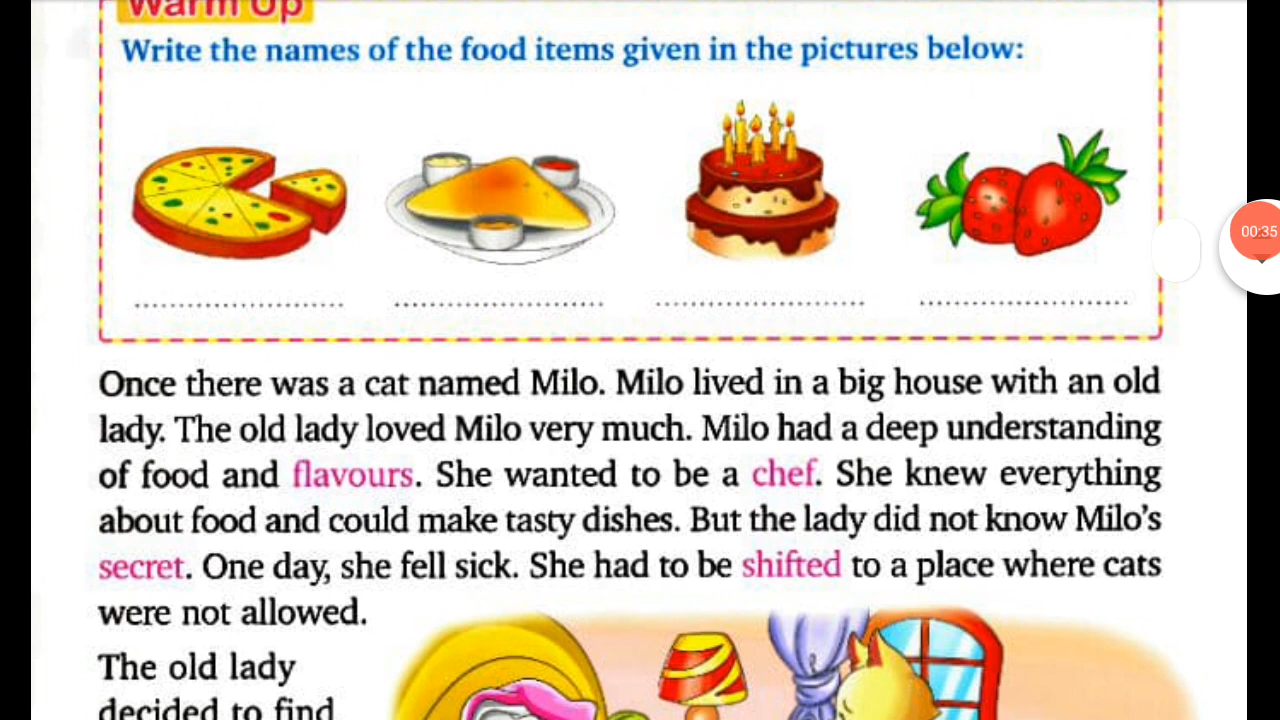 Warm Up
Write the names of the food items given in the pictures below:
00:35
Once there was a cat named Milo. Milo lived in a big house with an old
lady. The old lady loved Milo very much. Milo had a deep understanding
of food and flavours. She wanted to be a chef. She knew everything
about food and could make tasty dishes. But the lady did not know Milo’s
secret. One day, she fell sick. She had to be shifted to a place where cats
were not allowed.
The old lady
decided to find